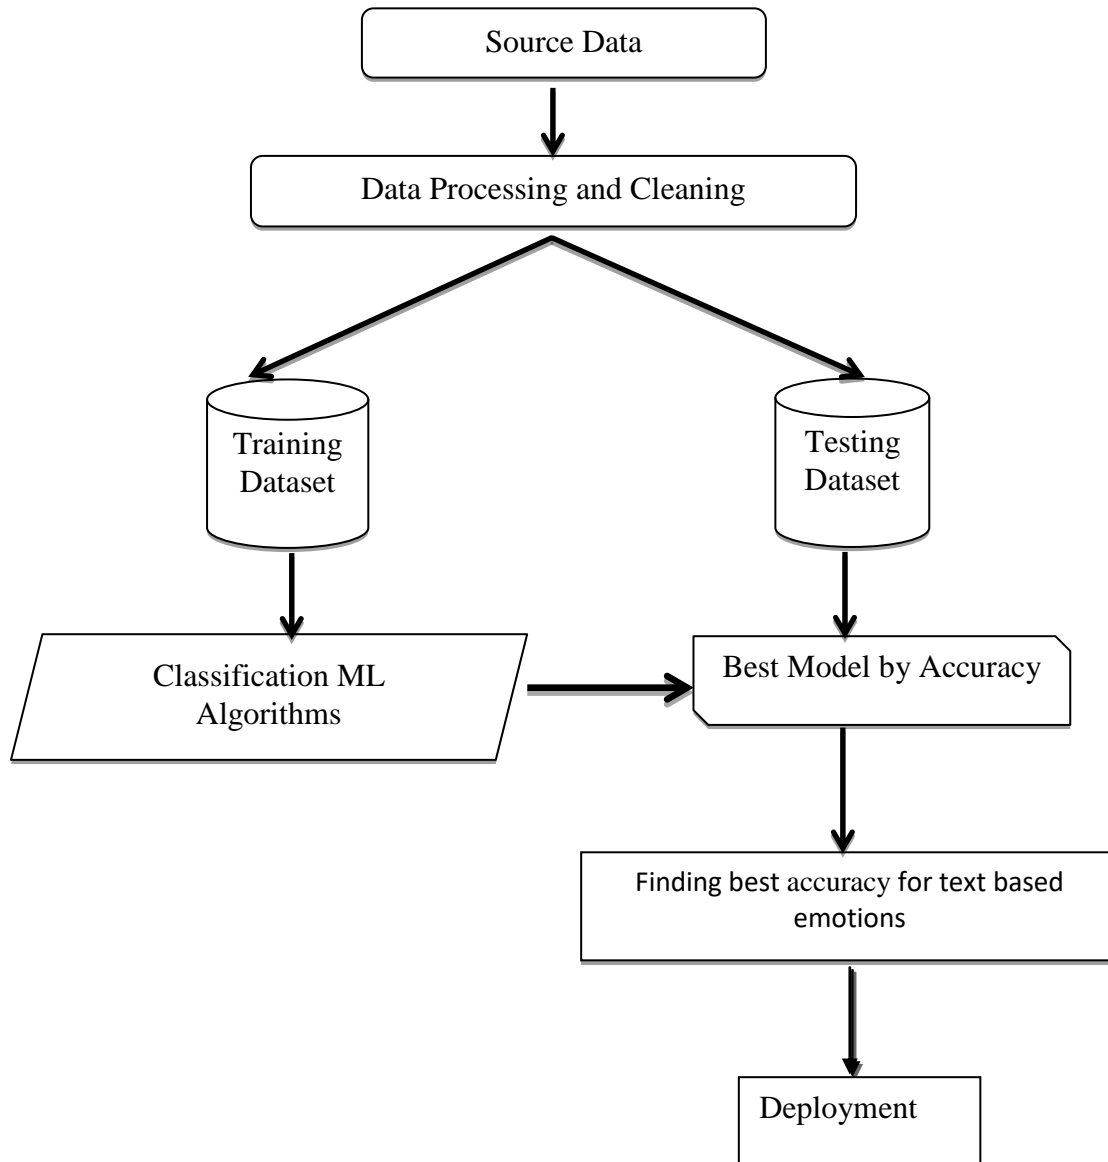 Source Data
Data Processing and Cleaning
Training
Dataset
Testing
Dataset
Classification ML
Algorithms
Best Model by Accuracy
Finding best accuracy for text based
emotions
Deployment